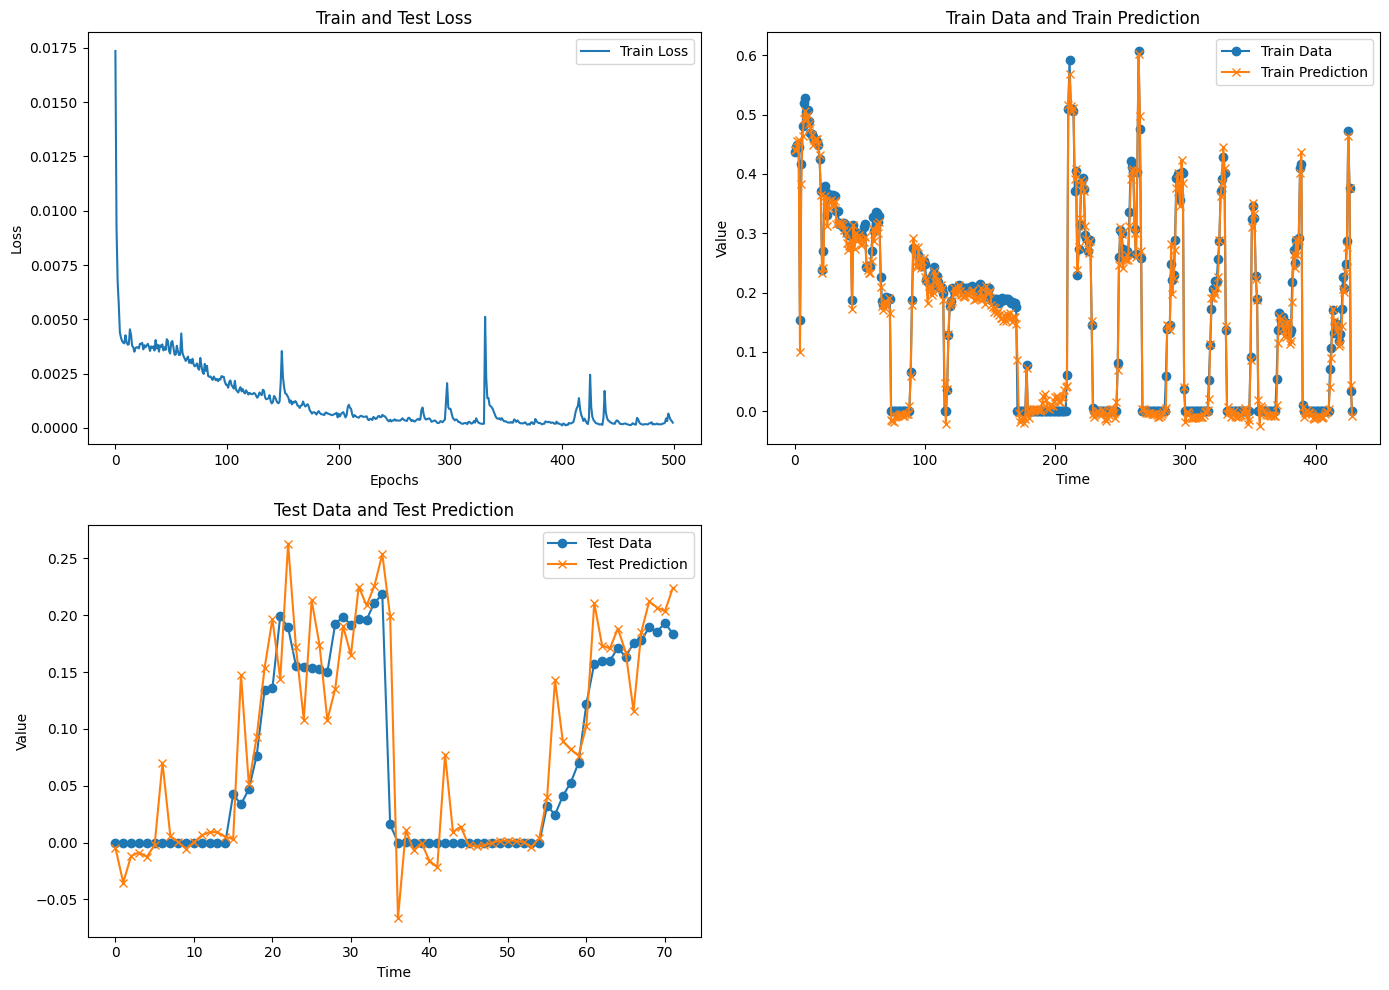 Train and Test Loss
0.0175
0.0150
0.0125
0.0100
0.0075
0.0050
0.0025
0.0000
Loss
0 100 200 300 400 500
Epochs
Train Loss
Train Data and Train Prediction
0.6
0.5
0.4
0.3
0.2
0.1
0.0
Value
0 100 200 300 400
Time
Train Data
Train Prediction
Test Data and Test Prediction
0.25
0.20
0.15
0.10
0.05
0.00
−0.05
Value
0 10 20 30 40 50 60 70
Time
Test Data
Test Prediction